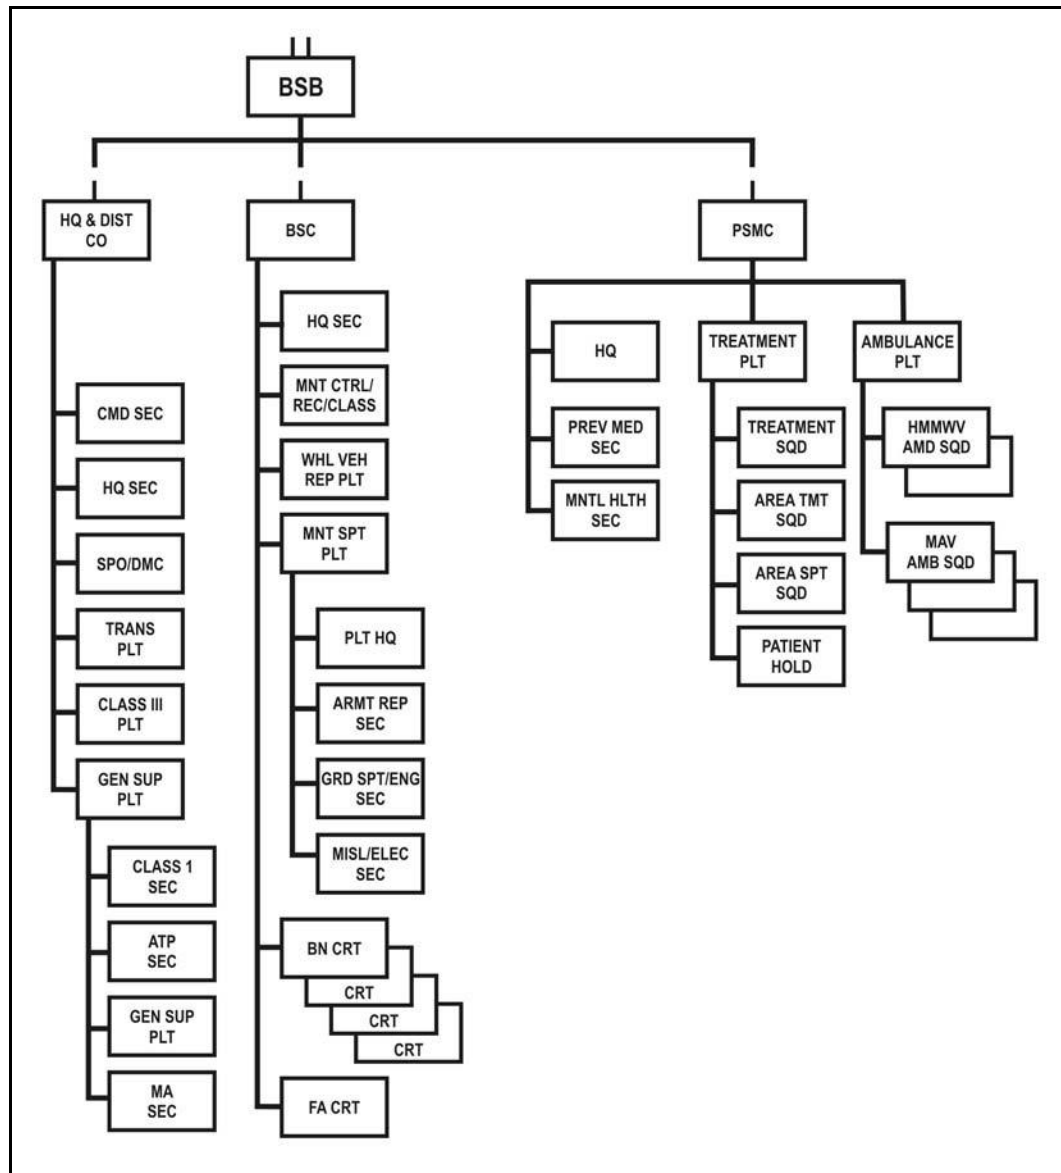 BSB
HQ & DIST
CO
BSC
PSMC
CMD SEC
HQ SEC
SPO/DMC
TRANS
PLT
CLASS III
PLT
GEN SUP
PLT
CLASS 1
SEC
ATP
SEC
GEN SUP
PLT
MA
SEC
HQ SEC
MNT CTRL/
REC/CLASS
WHL VEH
REP PLT
MNT SPT
PLT
PLT HQ
ARMT REP
SEC
GRD SPT/ENG
SEC
MISL/ELEC
SEC
BN CRT
CRT
CRT
CRT
FA CRT
HQ
PREV MED
SEC
MNTL HLTH
SEC
TREATMENT
PLT
TREATMENT
SQD
AREA TMT
SQD
AREA SPT
SQD
PATIENT
HOLD
AMBULANCE
PLT
HMMWV
AMD SQD
MAV
AMB SQD